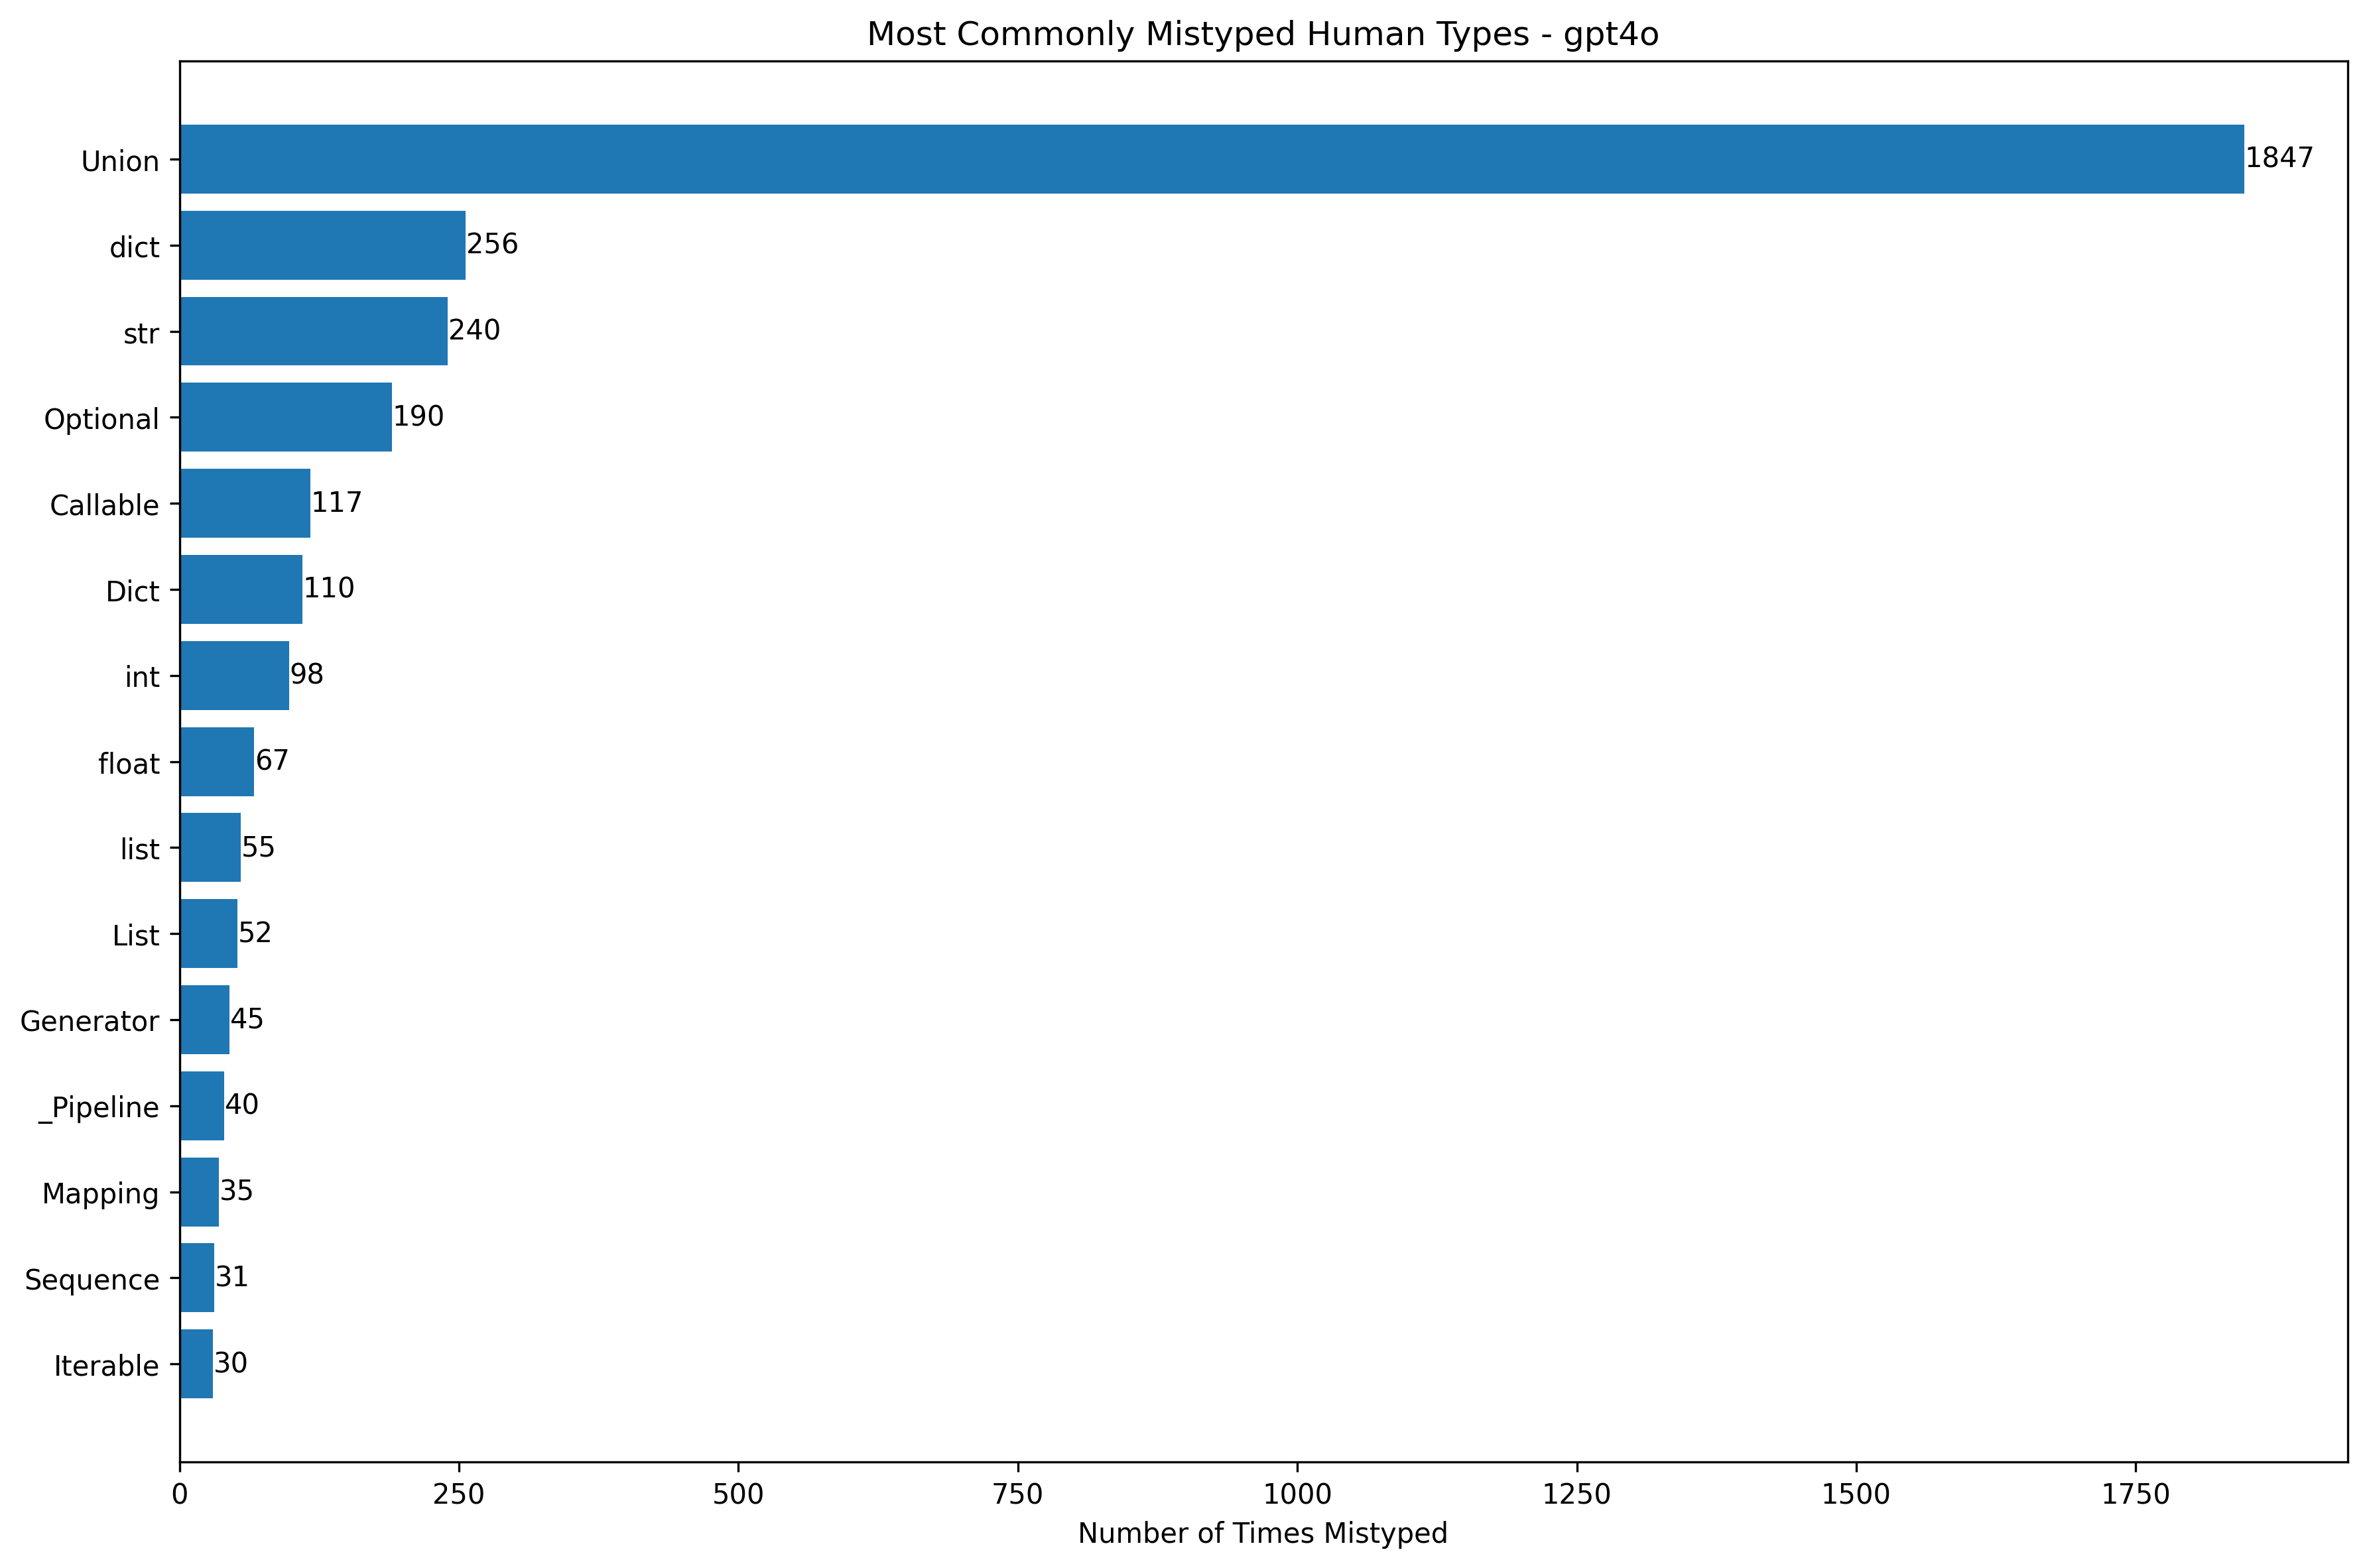 Most Commonly Mistyped Human Types - gpt4o
Union 1847
dict 256
str 240
Optional 190
Callable 117
Dict 110
int 98
float 67
list 55
List 52
Generator 45
_Pipeline 40
Mapping 35
Sequence 31
Iterable 30
0 250 500 750 1000 1250 1500 1750
Number of Times Mistyped